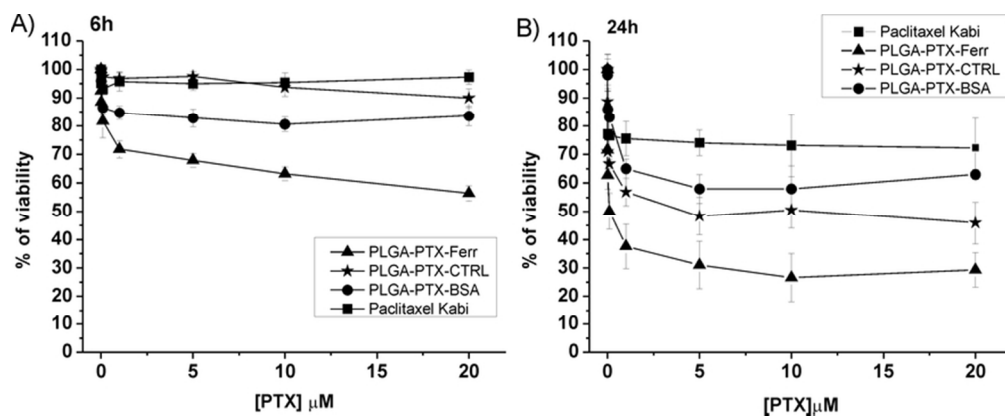 A)
6h
110
100
90
80
70
60
50
40
30
20
10
0
% of viability
0
5
10
15
20
[PTX] μM
PLGA-PTX-Ferr
PLGA-PTX-CTRL
PLGA-PTX-BSA
Paclitaxel Kabi
B)
24h
110
100
90
80
70
60
50
40
30
20
10
0
% of viability
0
5
10
15
20
[PTX]μM
Paclitaxel Kabi
PLGA-PTX-Ferr
PLGA-PTX-CTRL
PLGA-PTX-BSA